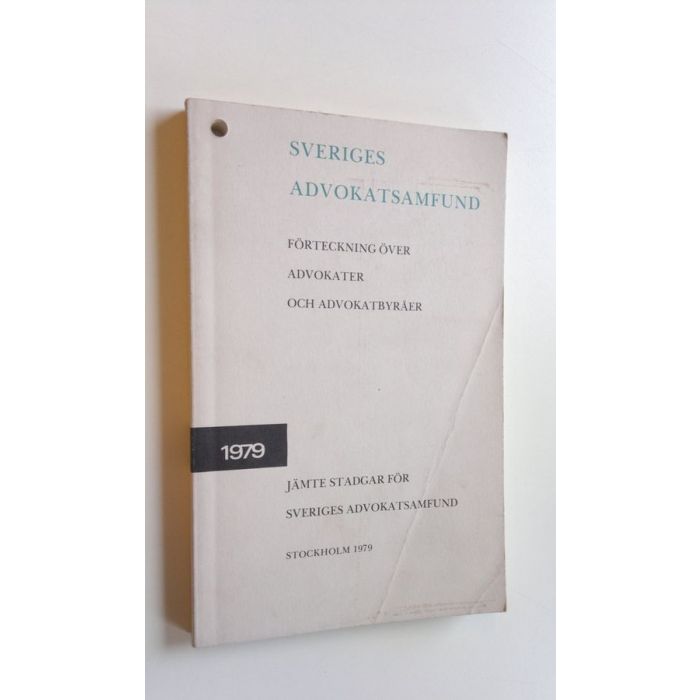 SVERIGES
ADVOKATSAMFUND
FÖRTECKNING ÖVER
ADVOKATER
OCH ADVOKATBYRÅER
1979
JÄMTE STADGAR FÖR
SVERIGES ADVOKATSAMFUND
STOCKHOLM 1979